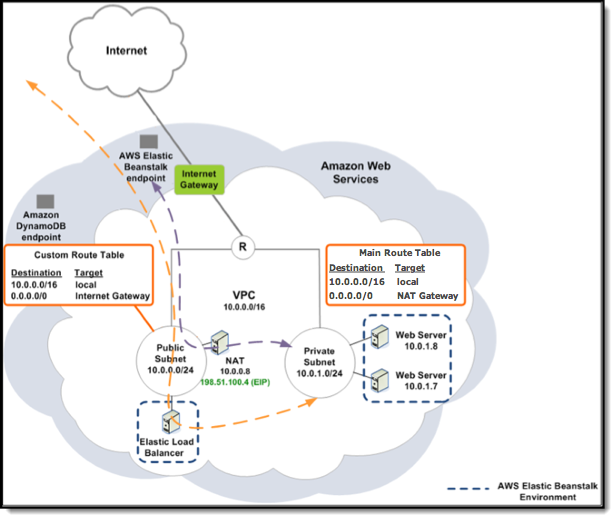 Internet
AWS Elastic
Beanstalk
endpoint
Internet
Gateway
Amazon Web
Services
Amazon
DynamoDB
endpoint
Custom Route Table
Destination Target
10.0.0.0/16 local
0.0.0.0/0 Internet Gateway
R
Main Route Table
Destination Target
10.0.0.0/16 local
0.0.0.0/0 NAT Gateway
VPC
10.0.0.0/16
Public
Subnet
10.0.0.0/24
NAT
10.0.0.8
198.51.100.4 (EIP)
Private
Subnet
10.0.1.0/24
Web Server
10.0.1.8
Web Server
10.0.1.7
Elastic Load
Balancer
AWS Elastic Beanstalk
Environment